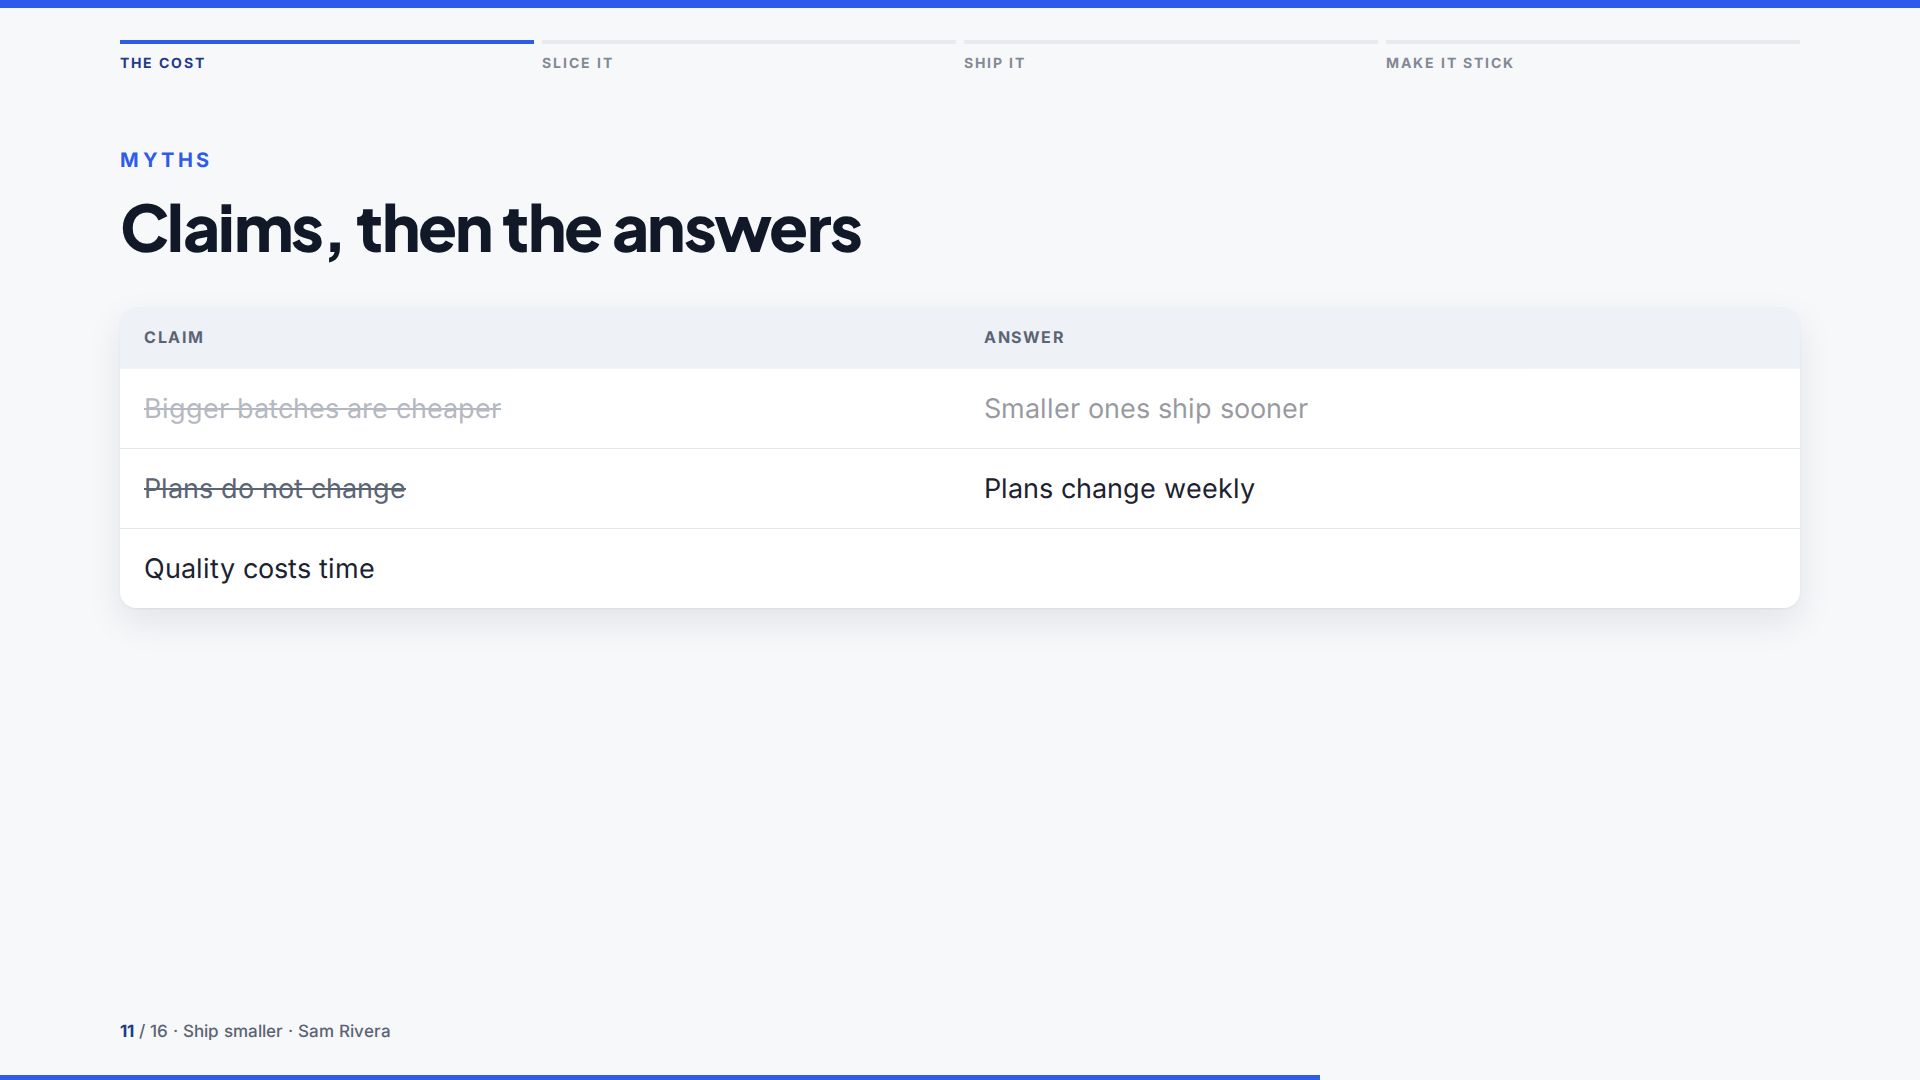 THE COST
SLICE IT
SHIP IT
MAKE IT STICK
MYTHS
Claims, then the answers
CLAIM
ANSWER
Bigger batches are cheaper
Smaller ones ship sooner
Plans do not change
Plans change weekly
Quality costs time
11 / 16 · Ship smaller · Sam Rivera